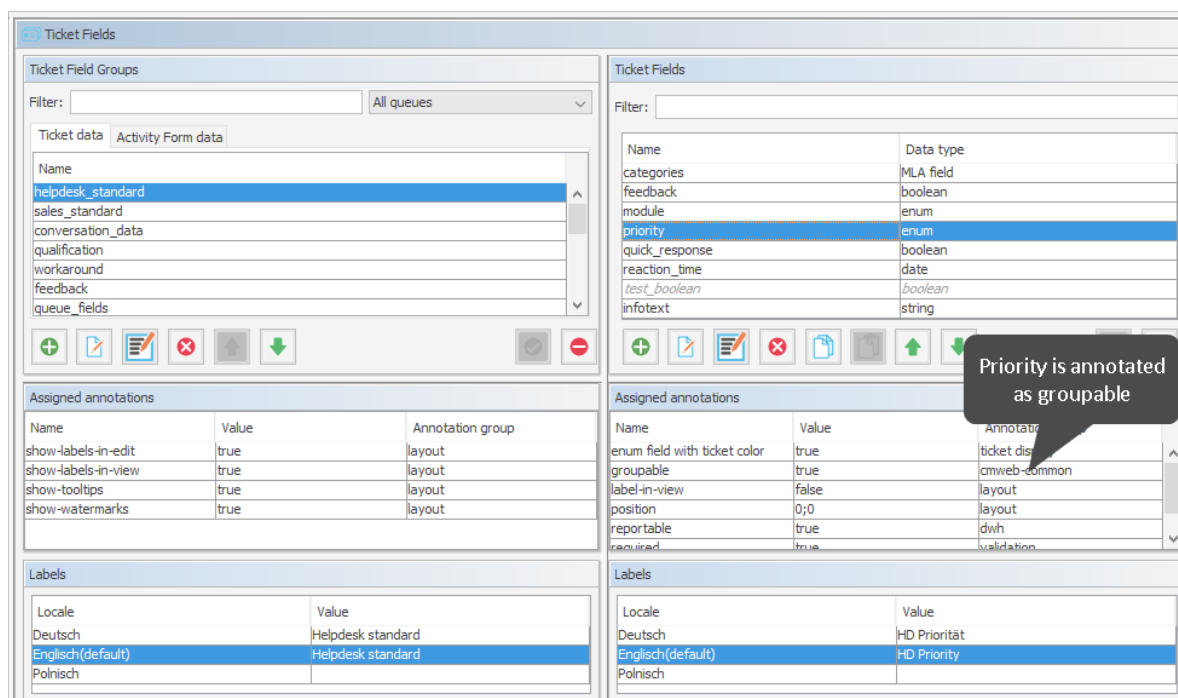 Ticket Fields
Ticket Field Groups
Filter: All queues
Ticket data Activity Form data
Name
helpdesk_standard
sales_standard
conversation_data
qualification
workaround
feedback
queue_fields
Assigned annotations
Name Value Annotation group
show-labels-in-edit true layout
show-labels-in-view true layout
show-tooltips true layout
show-watermarks true layout
Labels
Locale Value
Deutsch Helpdesk standard
Englisch(default) Helpdesk standard
Polnisch
Ticket Fields
Filter:
Name Data type
categories MLA field
feedback boolean
module enum
priority enum
quick_response boolean
reaction_time date
test_boolean boolean
infotext string
Priority is annotated
as groupable
Assigned annotations
Name Value
enum field with ticket color true
groupable true cmweb-common
label-in-view false layout
position 0;0 layout
reportable true dwh
required true validation
Labels
Locale Value
Deutsch HD Priorität
Englisch(default) HD Priority
Polnisch